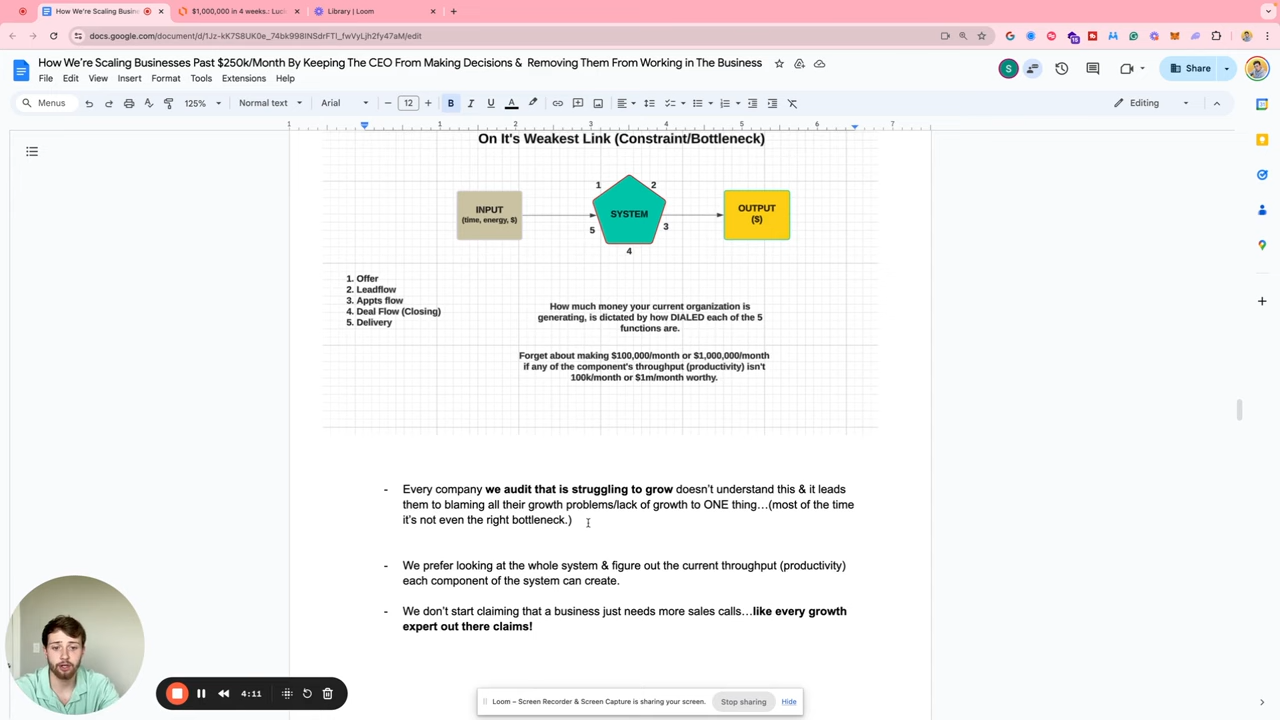 How We're Scaling Busin
$1,000,000 in 4 weeks.: Luc
Library | Loom
docs.google.com/document/d/1Jz-kK7S8UK0e_74bk998INSdrFTI_fwVyLjh2fy47aM/edit
How We're Scaling Businesses Past $250k/Month By Keeping The CEO From Making Decisions & Removing Them From Working in The Business
S
Share
File Edit View Insert Format Tools Extensions Help
Menus
125%
Normal text
Arial
12
B I U A
Editing
1 1 2 3 4 5 6 7
On It's Weakest Link (Constraint/Bottleneck)
1 2
INPUT
(time, energy, $)
SYSTEM
OUTPUT
($)
5 3
4
1. Offer
2. Leadflow
3. Appts flow
4. Deal Flow (Closing)
5. Delivery
How much money your current organization is
generating, is dictated by how DIALED each of the 5
functions are.
Forget about making $100,000/month or $1,000,000/month
if any of the component's throughput (productivity) isn't
100k/month or $1m/month worthy.
- Every company we audit that is struggling to grow doesn't understand this & it leads
them to blaming all their growth problems/lack of growth to ONE thing…(most of the time
it's not even the right bottleneck.)
- We prefer looking at the whole system & figure out the current throughput (productivity)
each component of the system can create.
- We don't start claiming that a business just needs more sales calls…like every growth
expert out there claims!
4:11
Loom – Screen Recorder & Screen Capture is sharing your screen.
Stop sharing
Hide